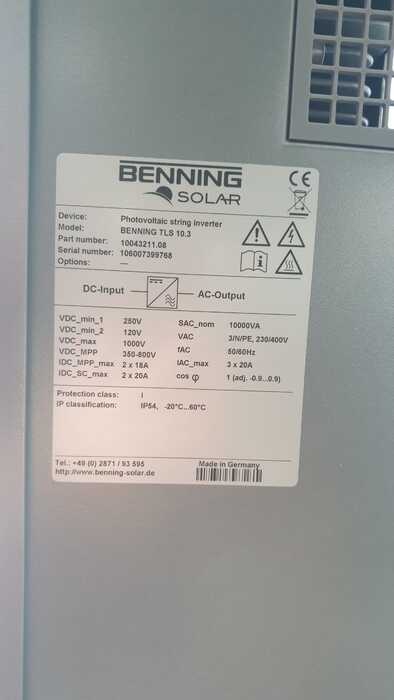 BENNING
SOLAR
Device: Photovoltaic string inverter
Model: BENNING TLS 10.3
Part number: 10043211.08
Serial number: 106007399768
Options: —
DC-Input AC-Output
VDC_min_1 250V SAC_nom 10000VA
VDC_min_2 120V VAC 3/N/PE, 230/400V
VDC_max 1000V fAC 50/60Hz
VDC_MPP 350-800V IAC_max 3 x 20A
IDC_MPP_max 2 x 18A cos φ 1 (adj. -0.9...0.9)
IDC_SC_max 2 x 20A
Protection class: I
IP classification: IP54, -20°C...60°C
Tel.: +49 (0) 2871 / 93 595 Made in Germany
http://www.benning-solar.de